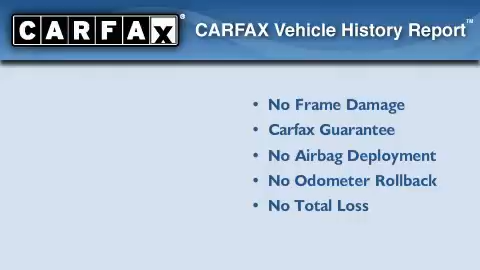 CARFAX® CARFAX Vehicle History Report™
• No Frame Damage
• Carfax Guarantee
• No Airbag Deployment
• No Odometer Rollback
• No Total Loss